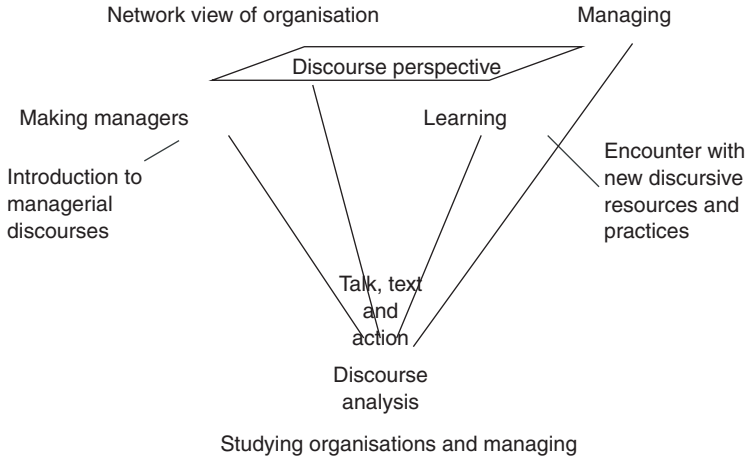 Network view of organisation
Managing
Discourse perspective
Making managers
Learning
Introduction to
managerial
discourses
Encounter with
new discursive
resources and
practices
Talk, text
and
action
Discourse
analysis
Studying organisations and managing